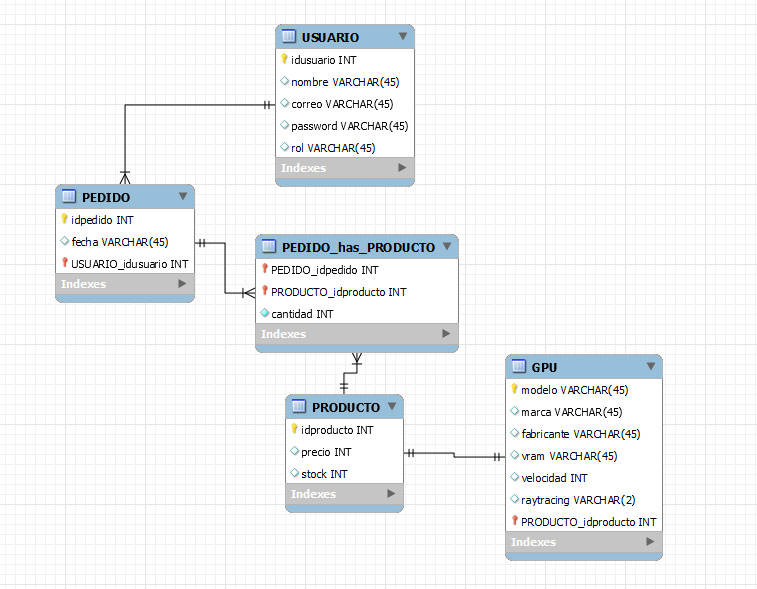 USUARIO
idusuario INT
nombre VARCHAR(45)
correo VARCHAR(45)
password VARCHAR(45)
rol VARCHAR(45)
Indexes
PEDIDO
idpedido INT
fecha VARCHAR(45)
USUARIO_idusuario INT
Indexes
PEDIDO_has_PRODUCTO
PEDIDO_idpedido INT
PRODUCTO_idproducto INT
cantidad INT
Indexes
PRODUCTO
idproducto INT
precio INT
stock INT
Indexes
GPU
modelo VARCHAR(45)
marca VARCHAR(45)
fabricante VARCHAR(45)
vram VARCHAR(45)
velocidad INT
raytracing VARCHAR(2)
PRODUCTO_idproducto INT
Indexes